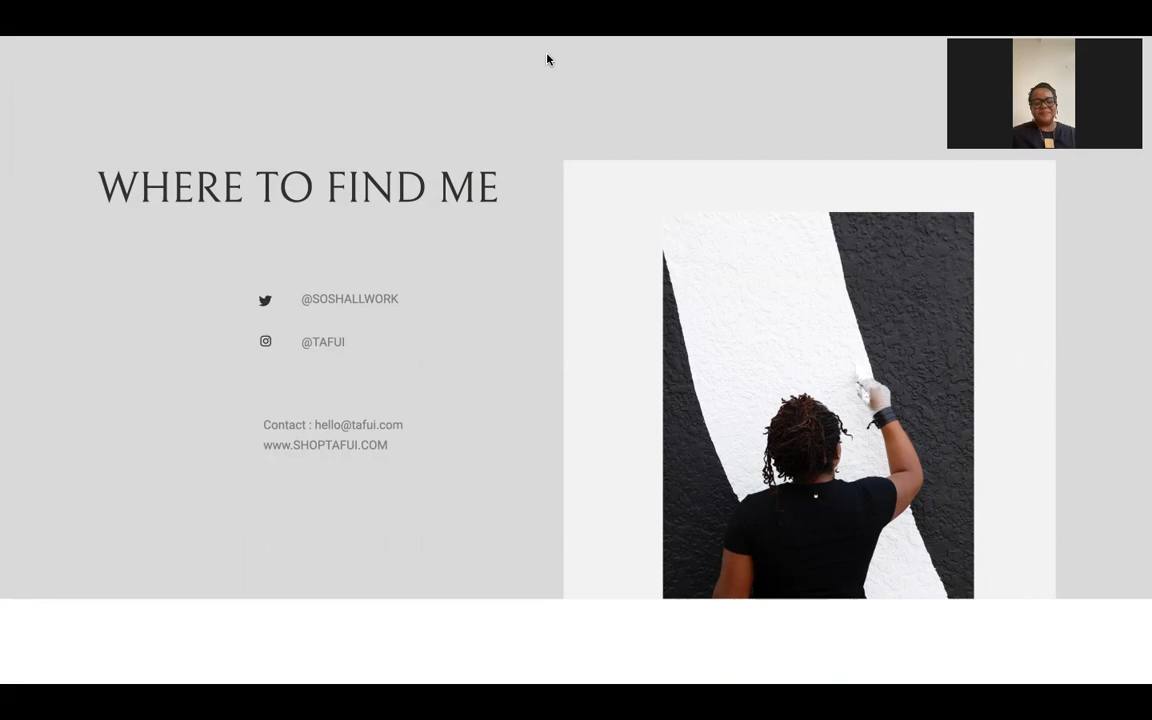 WHERE TO FIND ME
@SOSHALLWORK
@TAFUI
Contact : hello@tafui.com
www.SHOPTAFUI.COM